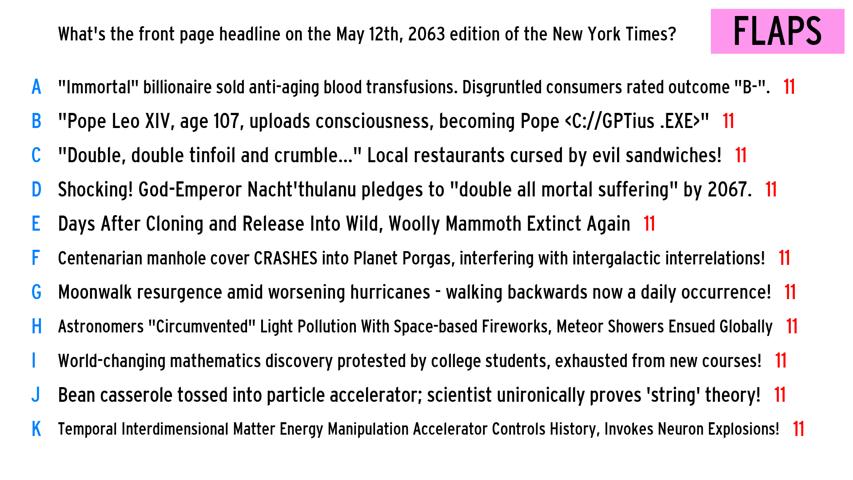 What's the front page headline on the May 12th, 2063 edition of the New York Times?
FLAPS
A "Immortal" billionaire sold anti-aging blood transfusions. Disgruntled consumers rated outcome "B-". 11
B "Pope Leo XIV, age 107, uploads consciousness, becoming Pope <C://GPTius .EXE>" 11
C "Double, double tinfoil and crumble..." Local restaurants cursed by evil sandwiches! 11
D Shocking! God-Emperor Nacht'thulanu pledges to "double all mortal suffering" by 2067. 11
E Days After Cloning and Release Into Wild, Woolly Mammoth Extinct Again 11
F Centenarian manhole cover CRASHES into Planet Porgas, interfering with intergalactic interrelations! 11
G Moonwalk resurgence amid worsening hurricanes - walking backwards now a daily occurrence! 11
H Astronomers "Circumvented" Light Pollution With Space-based Fireworks, Meteor Showers Ensued Globally 11
I World-changing mathematics discovery protested by college students, exhausted from new courses! 11
J Bean casserole tossed into particle accelerator; scientist unironically proves 'string' theory! 11
K Temporal Interdimensional Matter Energy Manipulation Accelerator Controls History, Invokes Neuron Explosions! 11